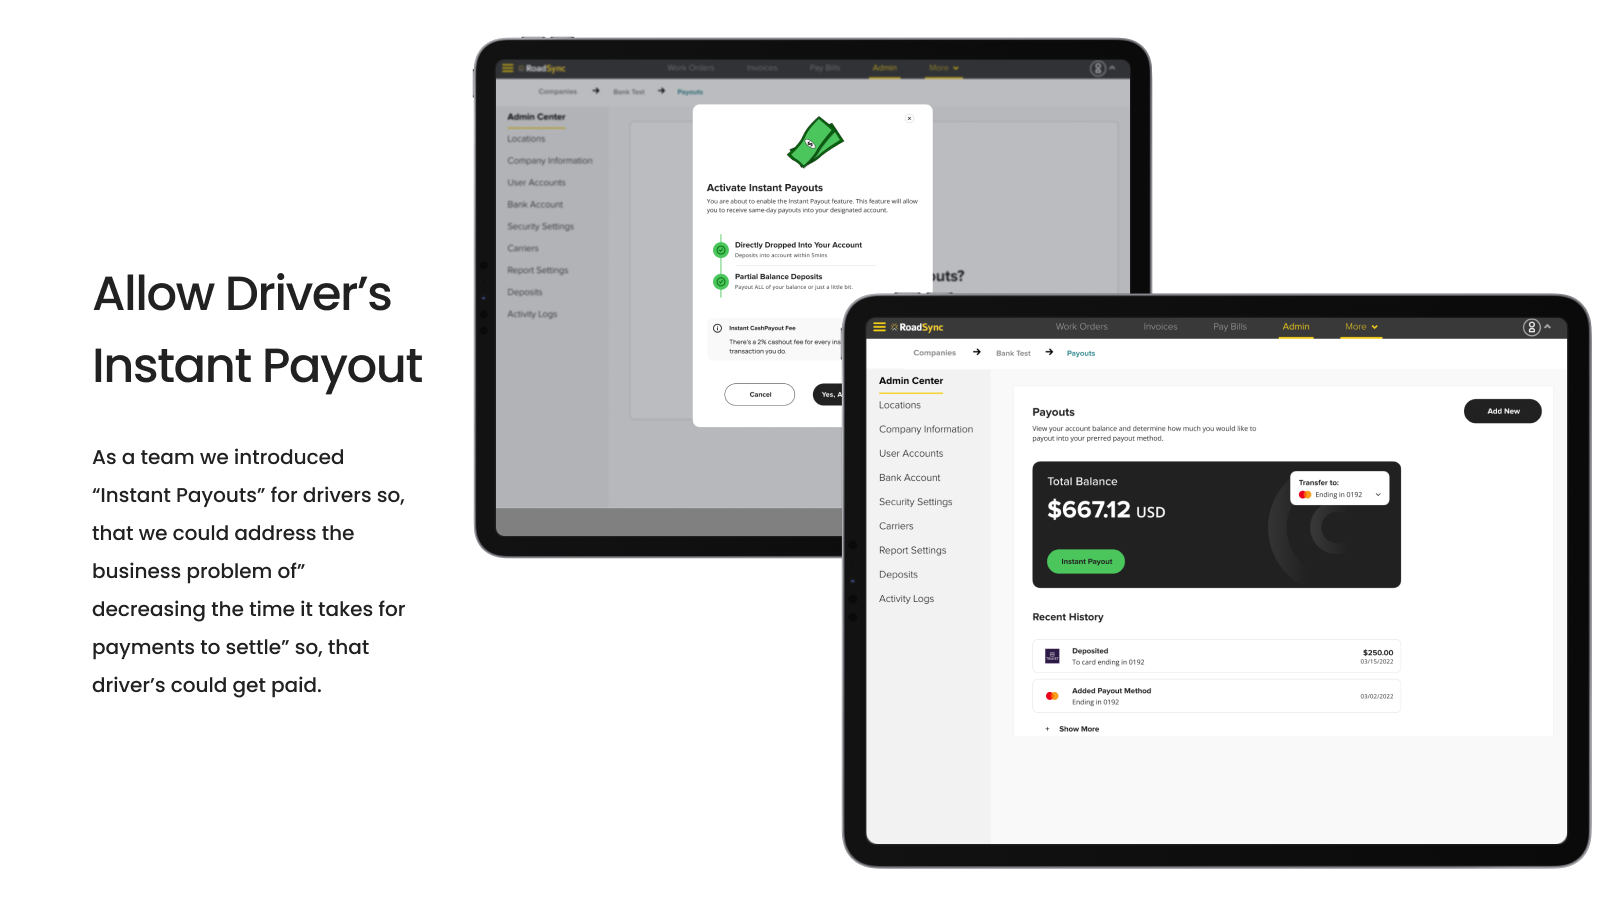 Allow Driver’s
Instant Payout
As a team we introduced
“Instant Payouts” for drivers so,
that we could address the
business problem of”
decreasing the time it takes for
payments to settle” so, that
driver’s could get paid.
RoadSync
Work Orders
Invoices
Pay Bills
Admin
More
Companies
Bank Test
Payouts
Admin Center
Locations
Company Information
User Accounts
Bank Account
Security Settings
Carriers
Report Settings
Deposits
Activity Logs
Activate Instant Payouts
You are about to enable the Instant Payout feature. This feature will allow
you to receive same-day payouts into your designated account.
Directly Dropped Into Your Account
Deposits into account within 5mins
Partial Balance Deposits
Payout ALL of your balance or just a little bit.
Instant CashPayout Fee
There’s a 2% cashout fee for every ins
transaction you do.
Cancel
Yes, A
outs?
RoadSync
Work Orders
Invoices
Pay Bills
Admin
More
Companies
Bank Test
Payouts
Admin Center
Locations
Company Information
User Accounts
Bank Account
Security Settings
Carriers
Report Settings
Deposits
Activity Logs
Payouts
View your account balance and determine how much you would like to
payout into your prerred payout method.
Add New
Total Balance
$667.12 USD
Transfer to:
Ending in 0192
Instant Payout
Recent History
Deposited
To card ending in 0192
$250.00
03/15/2022
Added Payout Method
Ending in 0192
03/02/2022
+ Show More